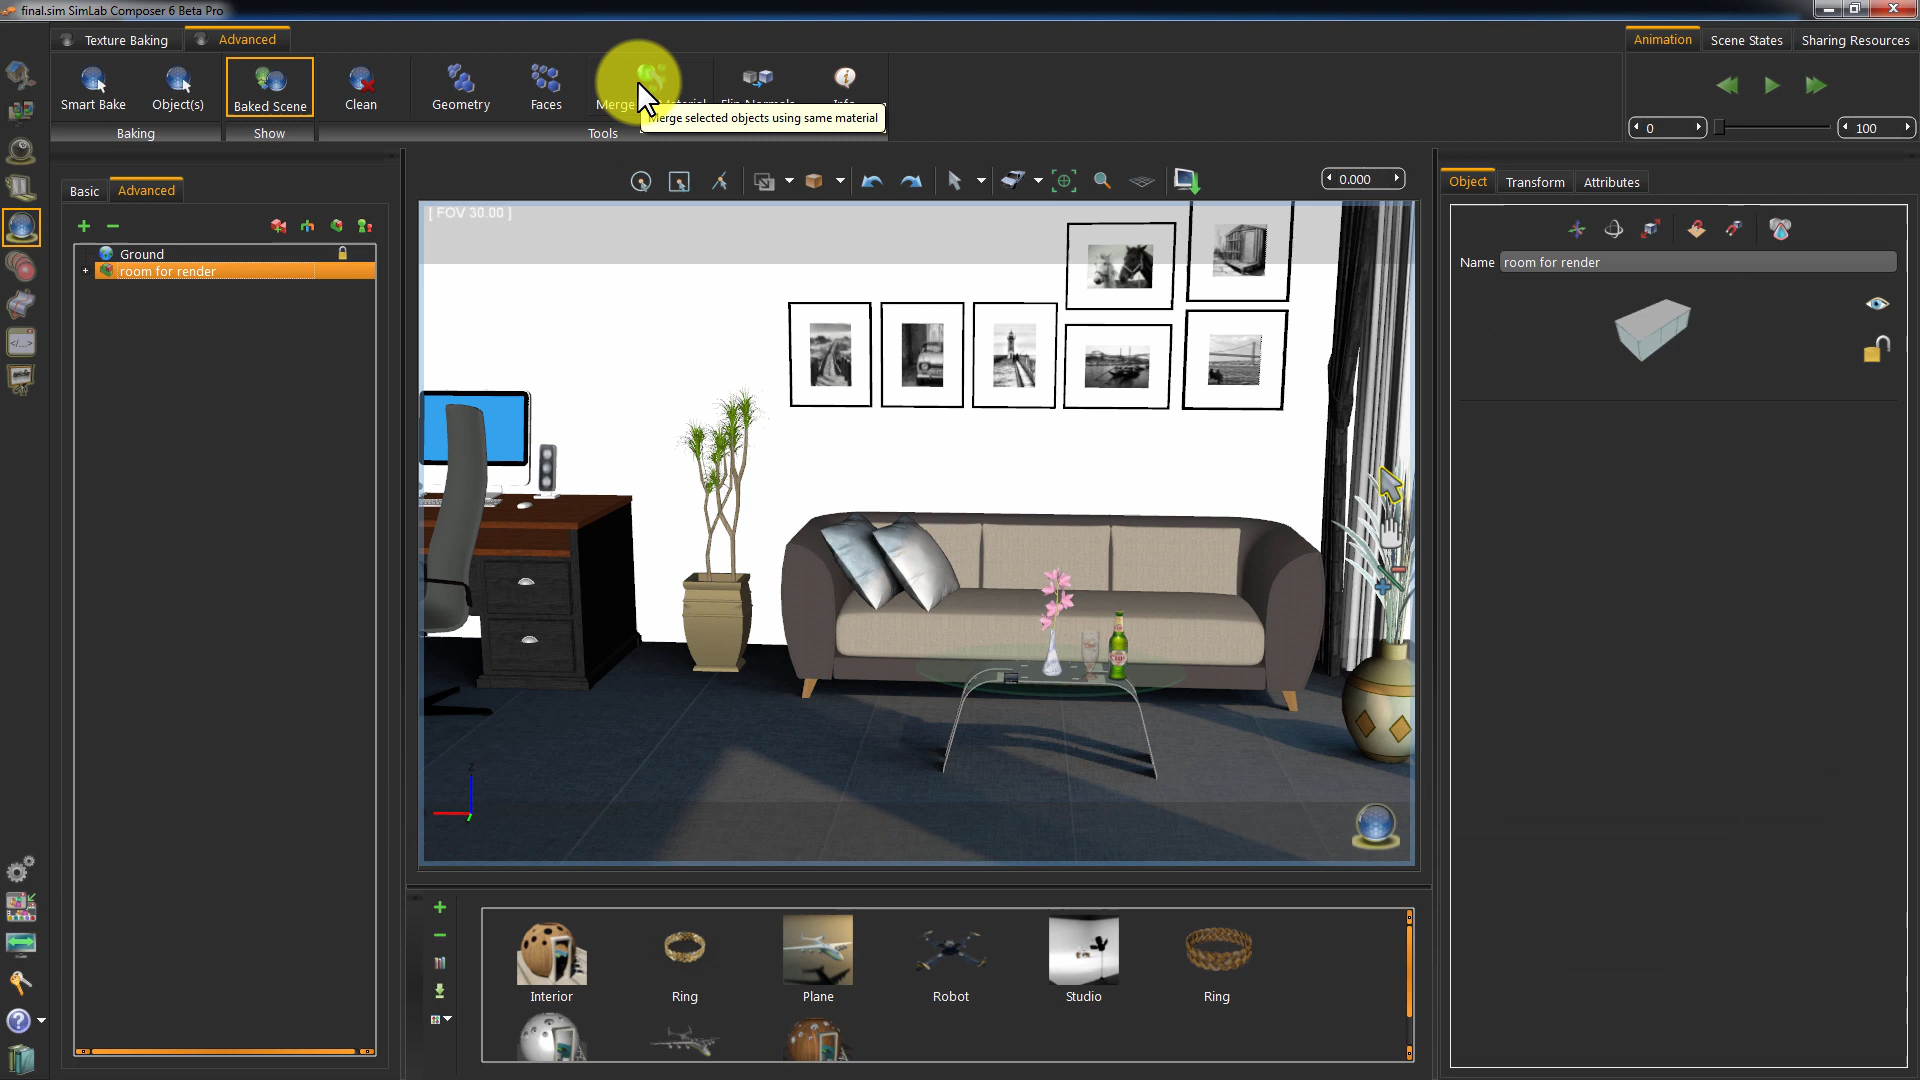 final.sim SimLab Composer 6 Beta Pro
Texture Baking
Advanced
Animation
Scene States
Sharing Resources
Smart Bake
Object(s)
Baked Scene
Clean
Geometry
Faces
Merge
Merge selected objects using same material
Baking
Show
Tools
0
100
Basic
Advanced
0.000
Object
Transform
Attributes
[ FOV 30.00 ]
Ground
room for render
Name
room for render
Z
Interior
Ring
Plane
Robot
Studio
Ring